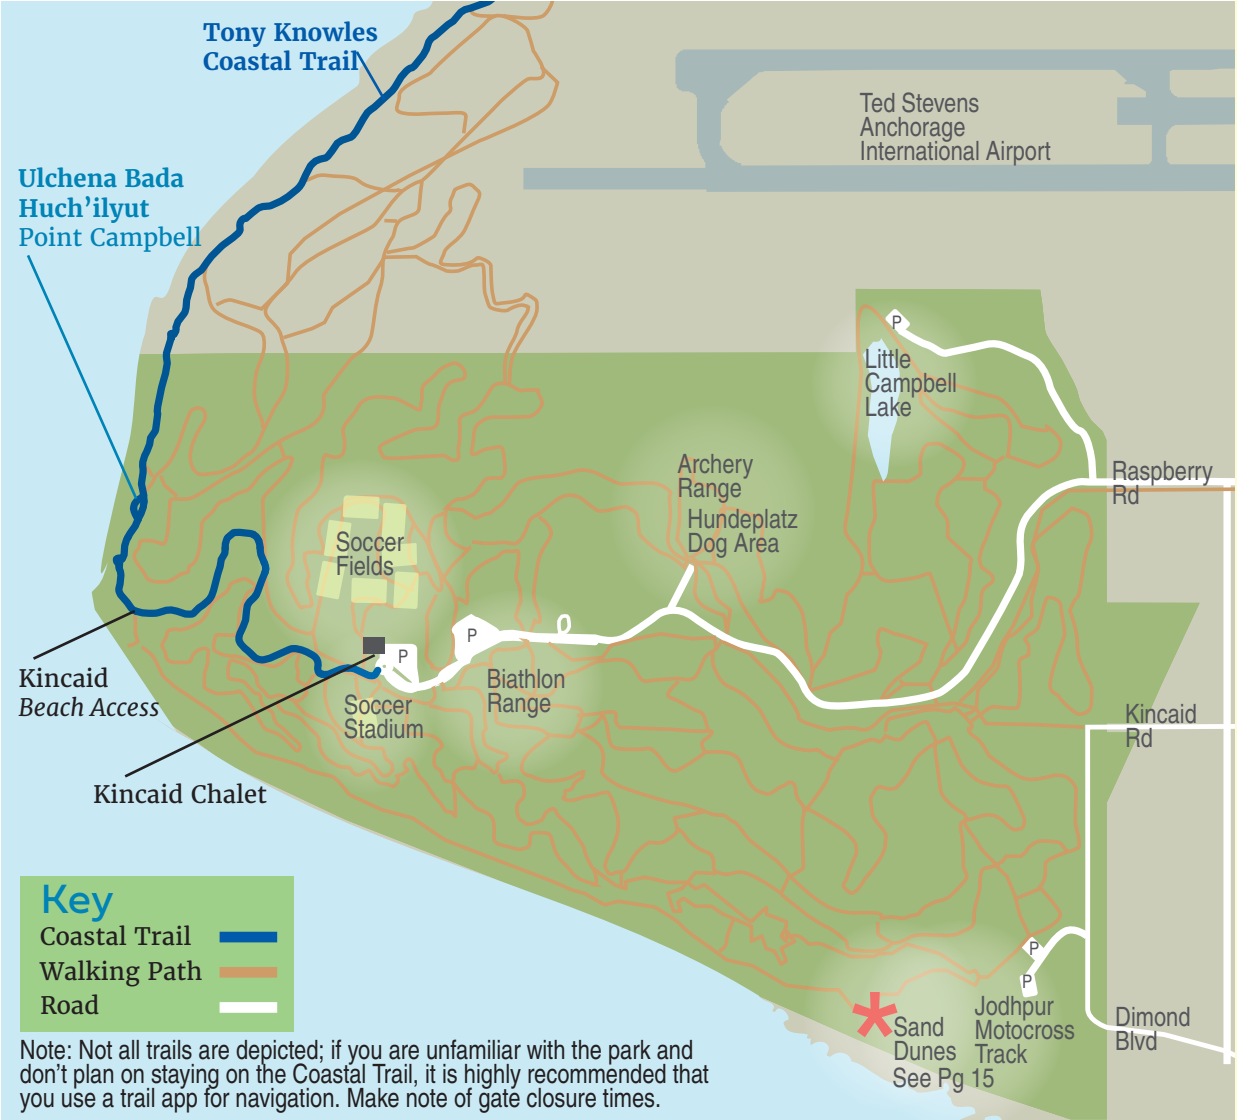 Tony Knowles
Coastal Trail
Ted Stevens
Anchorage
International Airport
Ulchena Bada
Huch’ilyut
Point Campbell
P
Little
Campbell
Lake
Archery
Range
Hundeplatz
Dog Area
Raspberry
Rd
Soccer
Fields
P
P
Biathlon
Range
Soccer
Stadium
Kincaid
Beach Access
Kincaid
Rd
Kincaid Chalet
P
P
Jodhpur
Motocross
Track
Sand
Dunes
See Pg 15
Dimond
Blvd
Key
Coastal Trail
Walking Path
Road
Note: Not all trails are depicted; if you are unfamiliar with the park and
don’t plan on staying on the Coastal Trail, it is highly recommended that
you use a trail app for navigation. Make note of gate closure times.